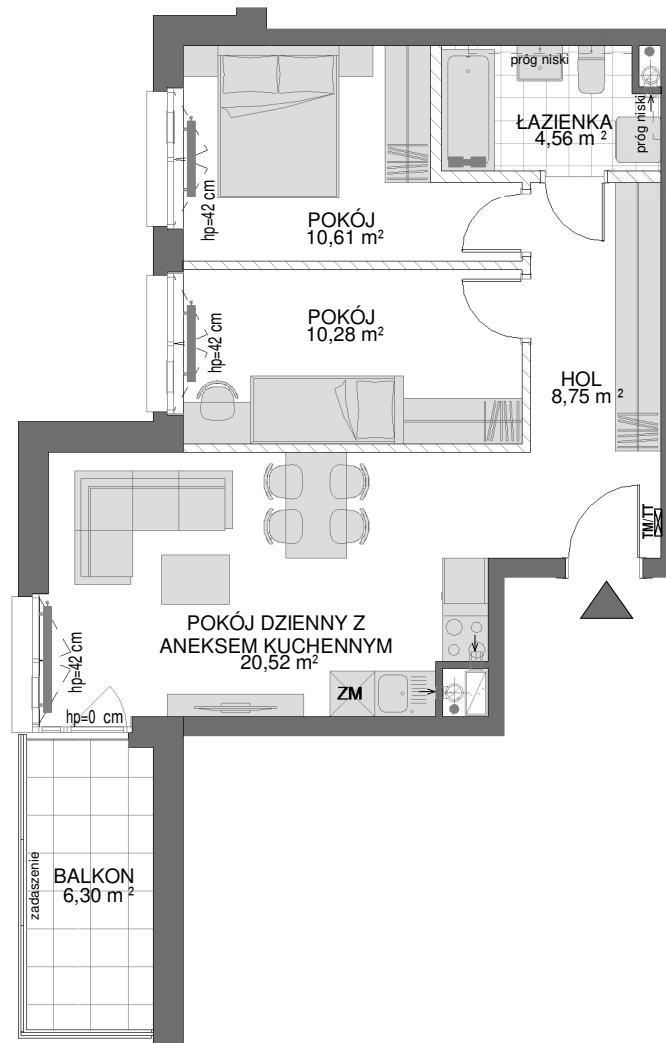 próg niski
ŁAZIENKA
4,56 m²
próg niski
hp=42 cm
POKÓJ
10,61 m²
hp=42 cm
POKÓJ
10,28 m²
HOL
8,75 m²
TM/TT
POKÓJ DZIENNY Z
ANEKSEM KUCHENNYM
20,52 m²
hp=42 cm
ZM
hp=0 cm
zadaszenie
BALKON
6,30 m²